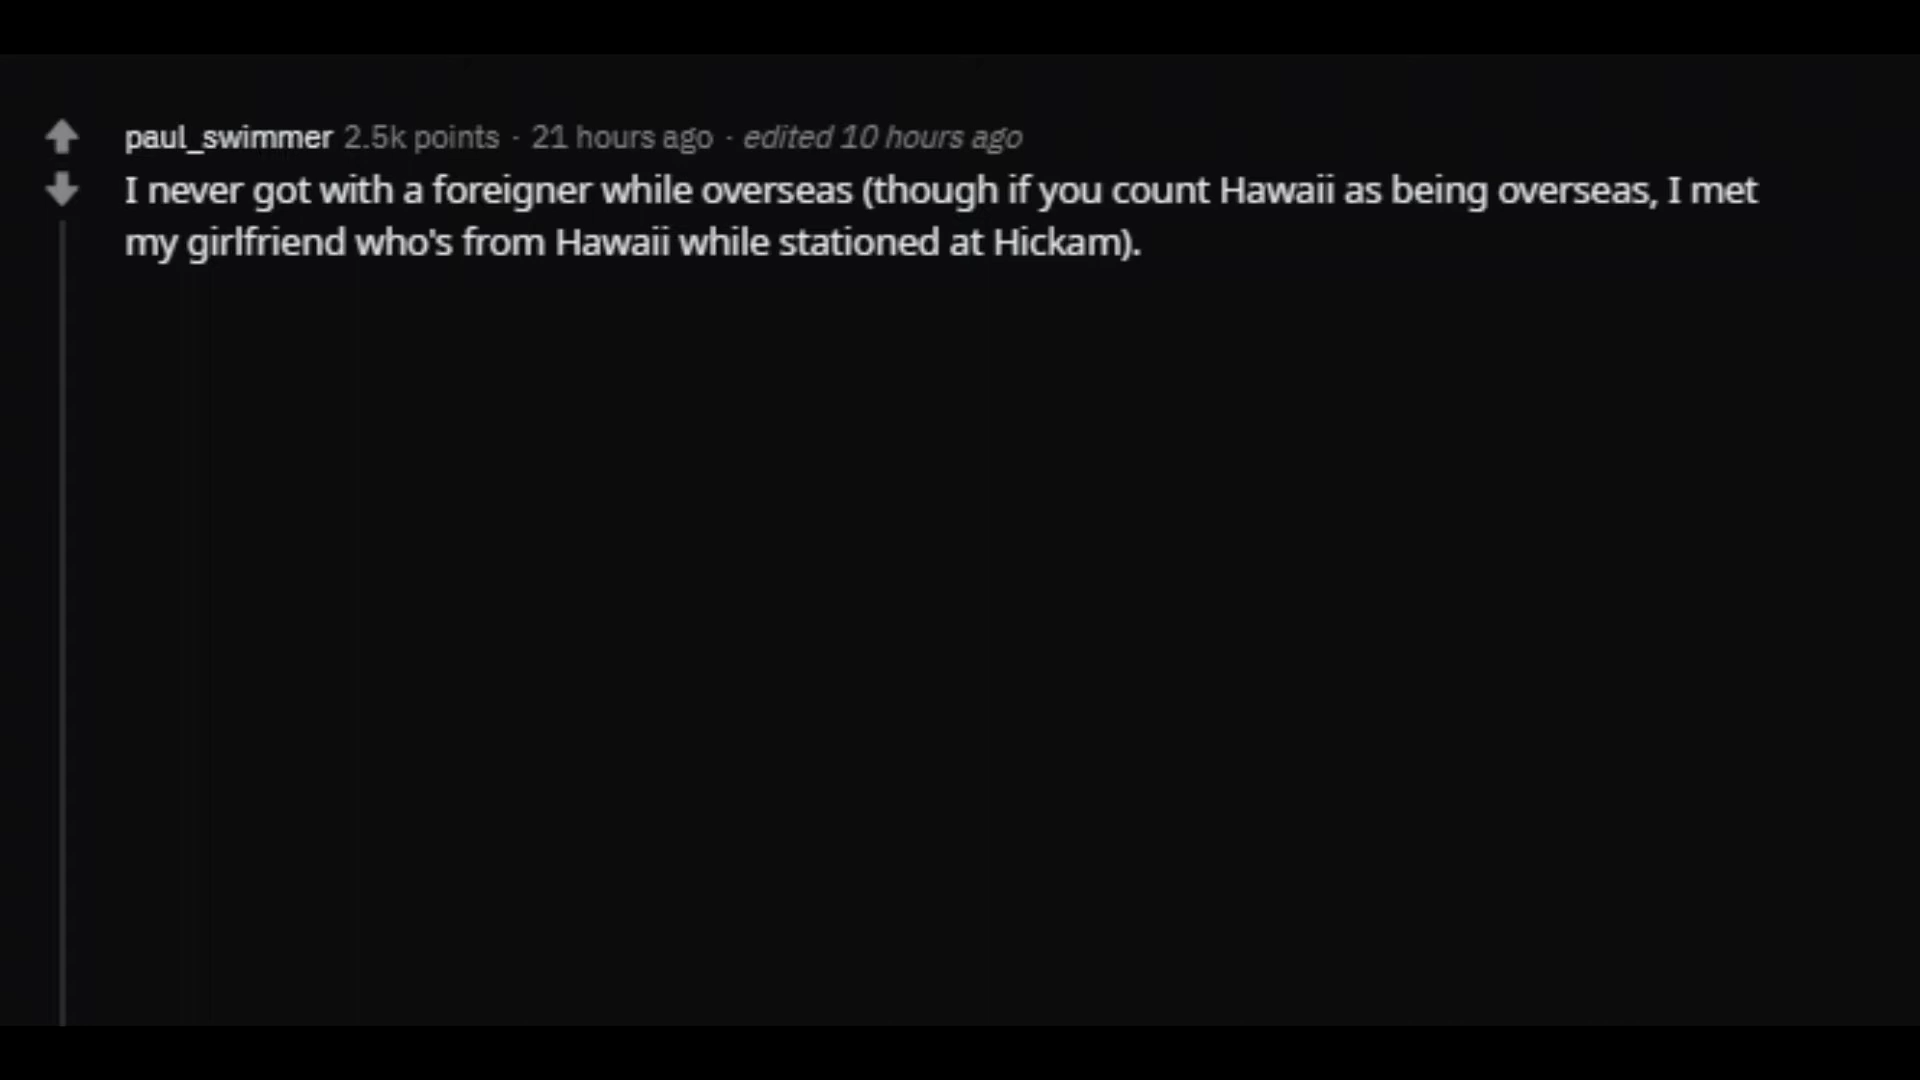 paul_swimmer 2.5k points · 21 hours ago · edited 10 hours ago
I never got with a foreigner while overseas (though if you count Hawaii as being overseas, I met
my girlfriend who's from Hawaii while stationed at Hickam).